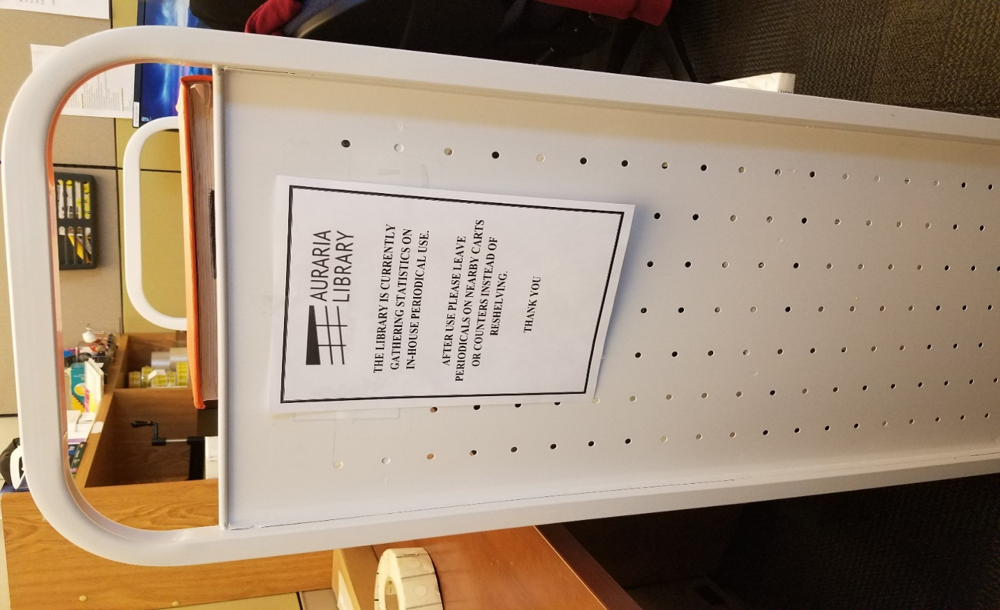 AURARIA
LIBRARY
THE LIBRARY IS CURRENTLY
GATHERING STATISTICS ON
IN-HOUSE PERIODICAL USE.
AFTER USE PLEASE LEAVE
PERIODICALS ON NEARBY CARTS
OR COUNTERS INSTEAD OF
RESHELVING.
THANK YOU